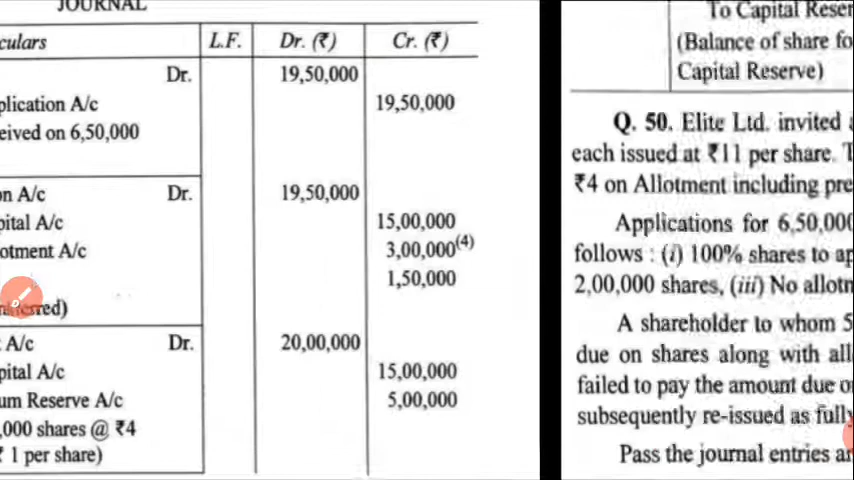 JOURNAL
culars L.F. Dr. (₹) Cr. (₹)
Dr. 19,50,000
plication A/c 19,50,000
eived on 6,50,000
on A/c Dr. 19,50,000
pital A/c 15,00,000
otment A/c 3,00,000(4)
1,50,000
nsferred)
A/c Dr. 20,00,000
pital A/c 15,00,000
um Reserve A/c 5,00,000
,000 shares @ ₹4
₹ 1 per share)
To Capital Reser
(Balance of share fo
Capital Reserve)
Q. 50. Elite Ltd. invited a
each issued at ₹11 per share. T
₹4 on Allotment including pre
Applications for 6,50,000
follows : (i) 100% shares to ap
2,00,000 shares, (iii) No allotn
A shareholder to whom 5
due on shares along with all
failed to pay the amount due o
subsequently re-issued as fully
Pass the journal entries an